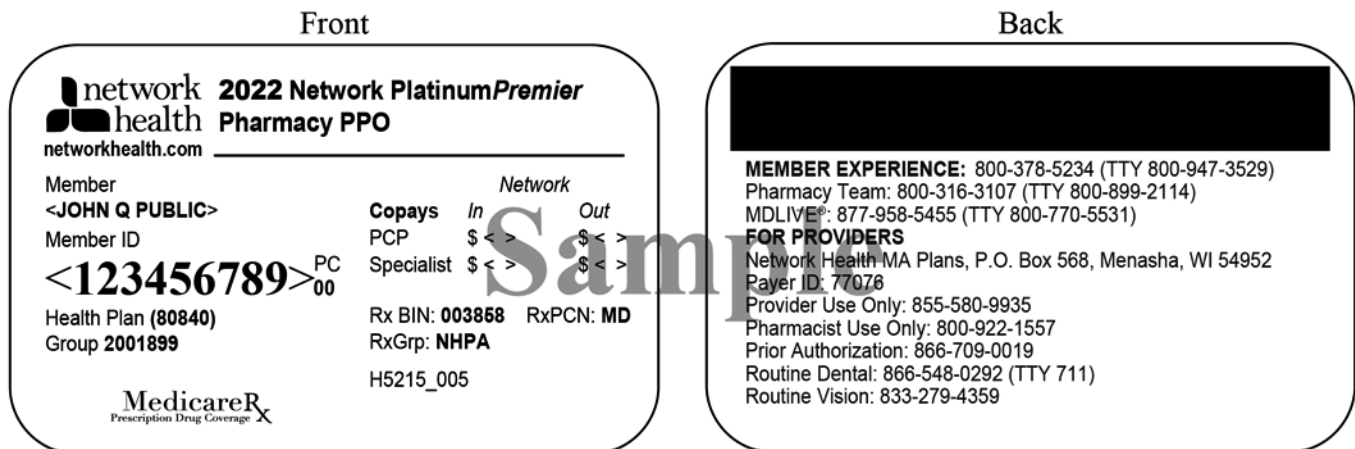 Front
network health
networkhealth.com
2022 Network PlatinumPremier
Pharmacy PPO
Member
<JOHN Q PUBLIC>
Member ID
<123456789> PC 00
Health Plan (80840)
Group 2001899
MedicareRx
Prescription Drug Coverage
Network
Copays In Out
PCP $ < > $ < >
Specialist $ < > $ < >
Rx BIN: 003858 RxPCN: MD
RxGrp: NHPA
H5215_005
Sample
Back
MEMBER EXPERIENCE: 800-378-5234 (TTY 800-947-3529)
Pharmacy Team: 800-316-3107 (TTY 800-899-2114)
MDLIVE®: 877-958-5455 (TTY 800-770-5531)
FOR PROVIDERS
Network Health MA Plans, P.O. Box 568, Menasha, WI 54952
Payer ID: 77076
Provider Use Only: 855-580-9935
Pharmacist Use Only: 800-922-1557
Prior Authorization: 866-709-0019
Routine Dental: 866-548-0292 (TTY 711)
Routine Vision: 833-279-4359